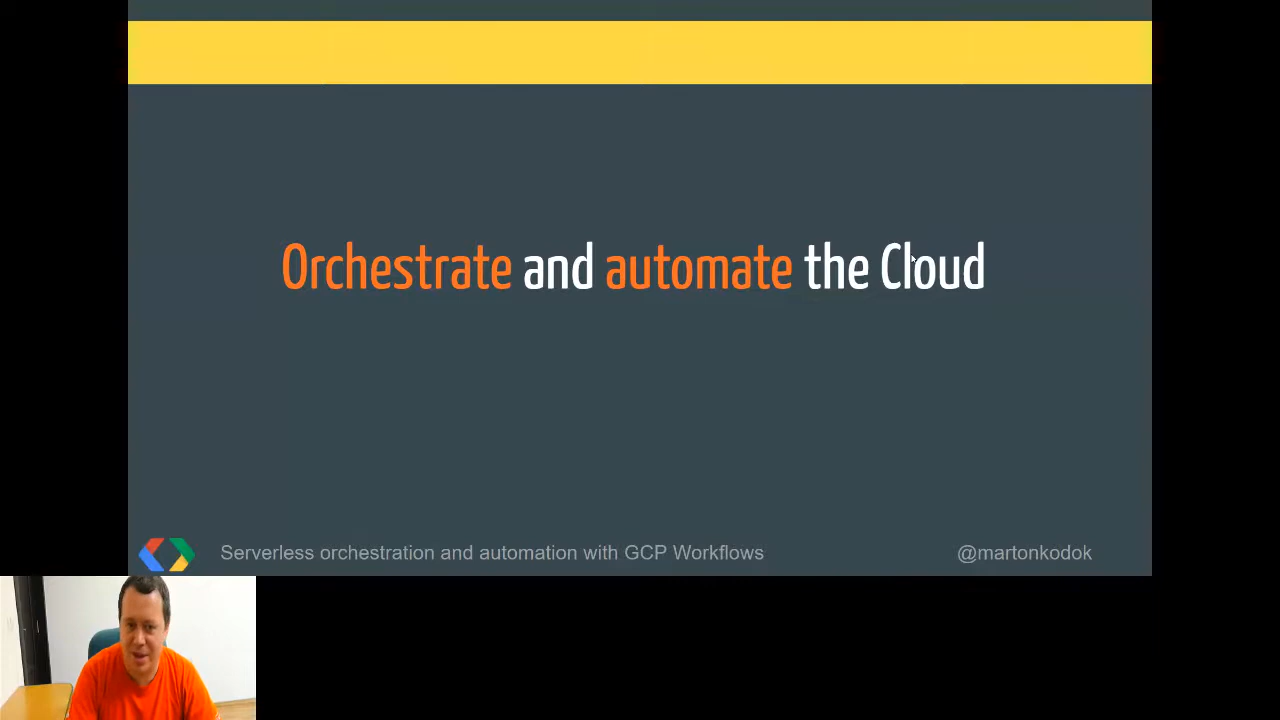 Orchestrate and automate the Cloud
Serverless orchestration and automation with GCP Workflows
@martonkodok